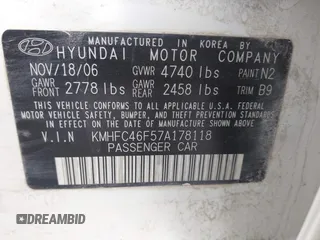 MANUFACTURED IN KOREA BY
HYUNDAI MOTOR COMPANY
NOV/18/06 GVWR 4740 lbs PAINT N2
GAWR FRONT 2778 lbs GAWR REAR 2458 lbs TRIM B9
THIS VEHICLE CONFORMS TO ALL APPLICABLE U.S.A.
FEDERAL MOTOR VEHICLE SAFETY, BUMPER, AND THEFT
PREVENTION STANDARDS IN EFFECT ON THE DATE OF
MANUFACTURE SHOWN ABOVE.
V.I.N KMHFC46F57A178118
PASSENGER CAR
DREAMBID